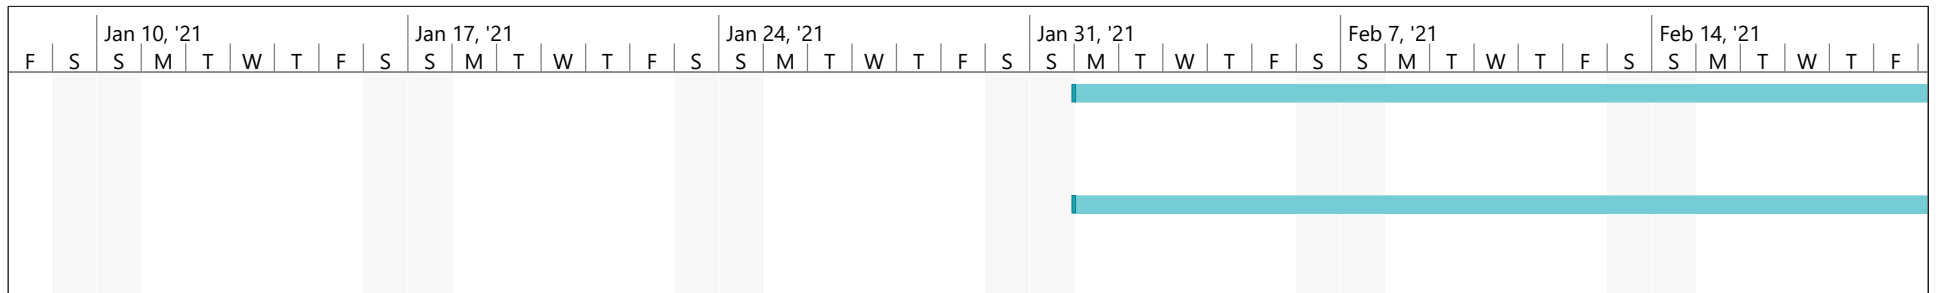 Jan 10, '21 Jan 17, '21 Jan 24, '21 Jan 31, '21 Feb 7, '21 Feb 14, '21
F S S M T W T F S S M T W T F S S M T W T F S S M T W T F S S M T W T F S S M T W T F